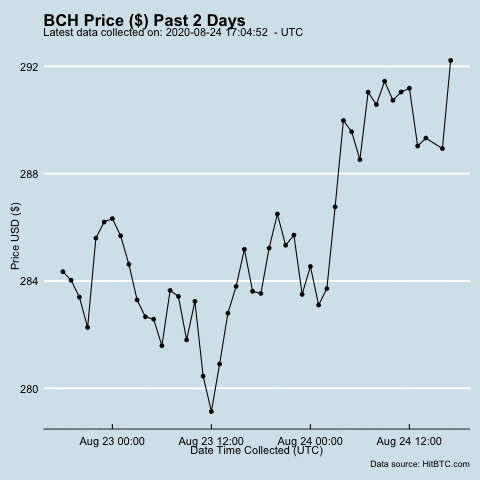 BCH Price ($) Past 2 Days
Latest data collected on: 2020-08-24 17:04:52  - UTC
292
288
284
280
Price USD ($)
Aug 23 00:00 Aug 23 12:00 Aug 24 00:00 Aug 24 12:00
Date Time Collected (UTC)
Data source: HitBTC.com